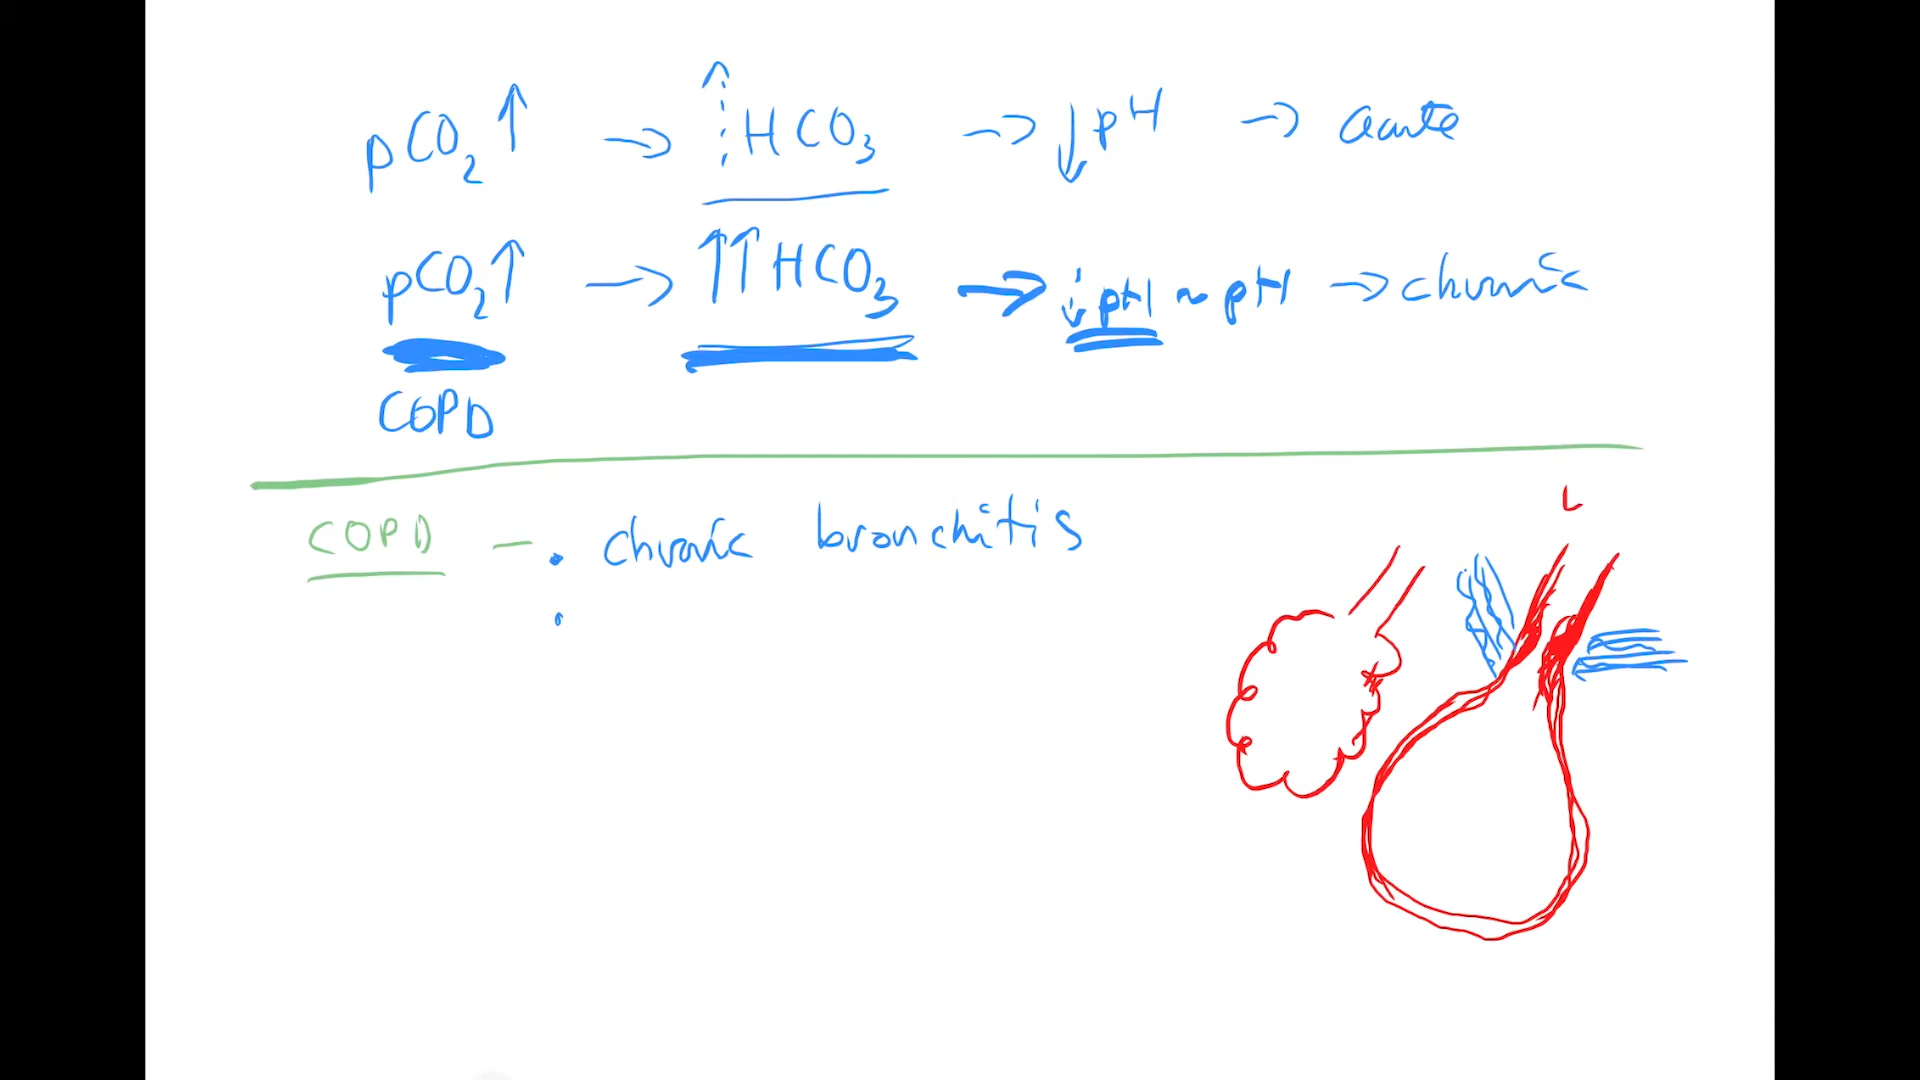 pCO₂ ↑ → ↑ HCO₃ → ↓ pH → acute
pCO₂ ↑ → ↑↑ HCO₃ → ↓ pH ~ pH → chronic
COPD
COPD – • chronic bronchitis
•